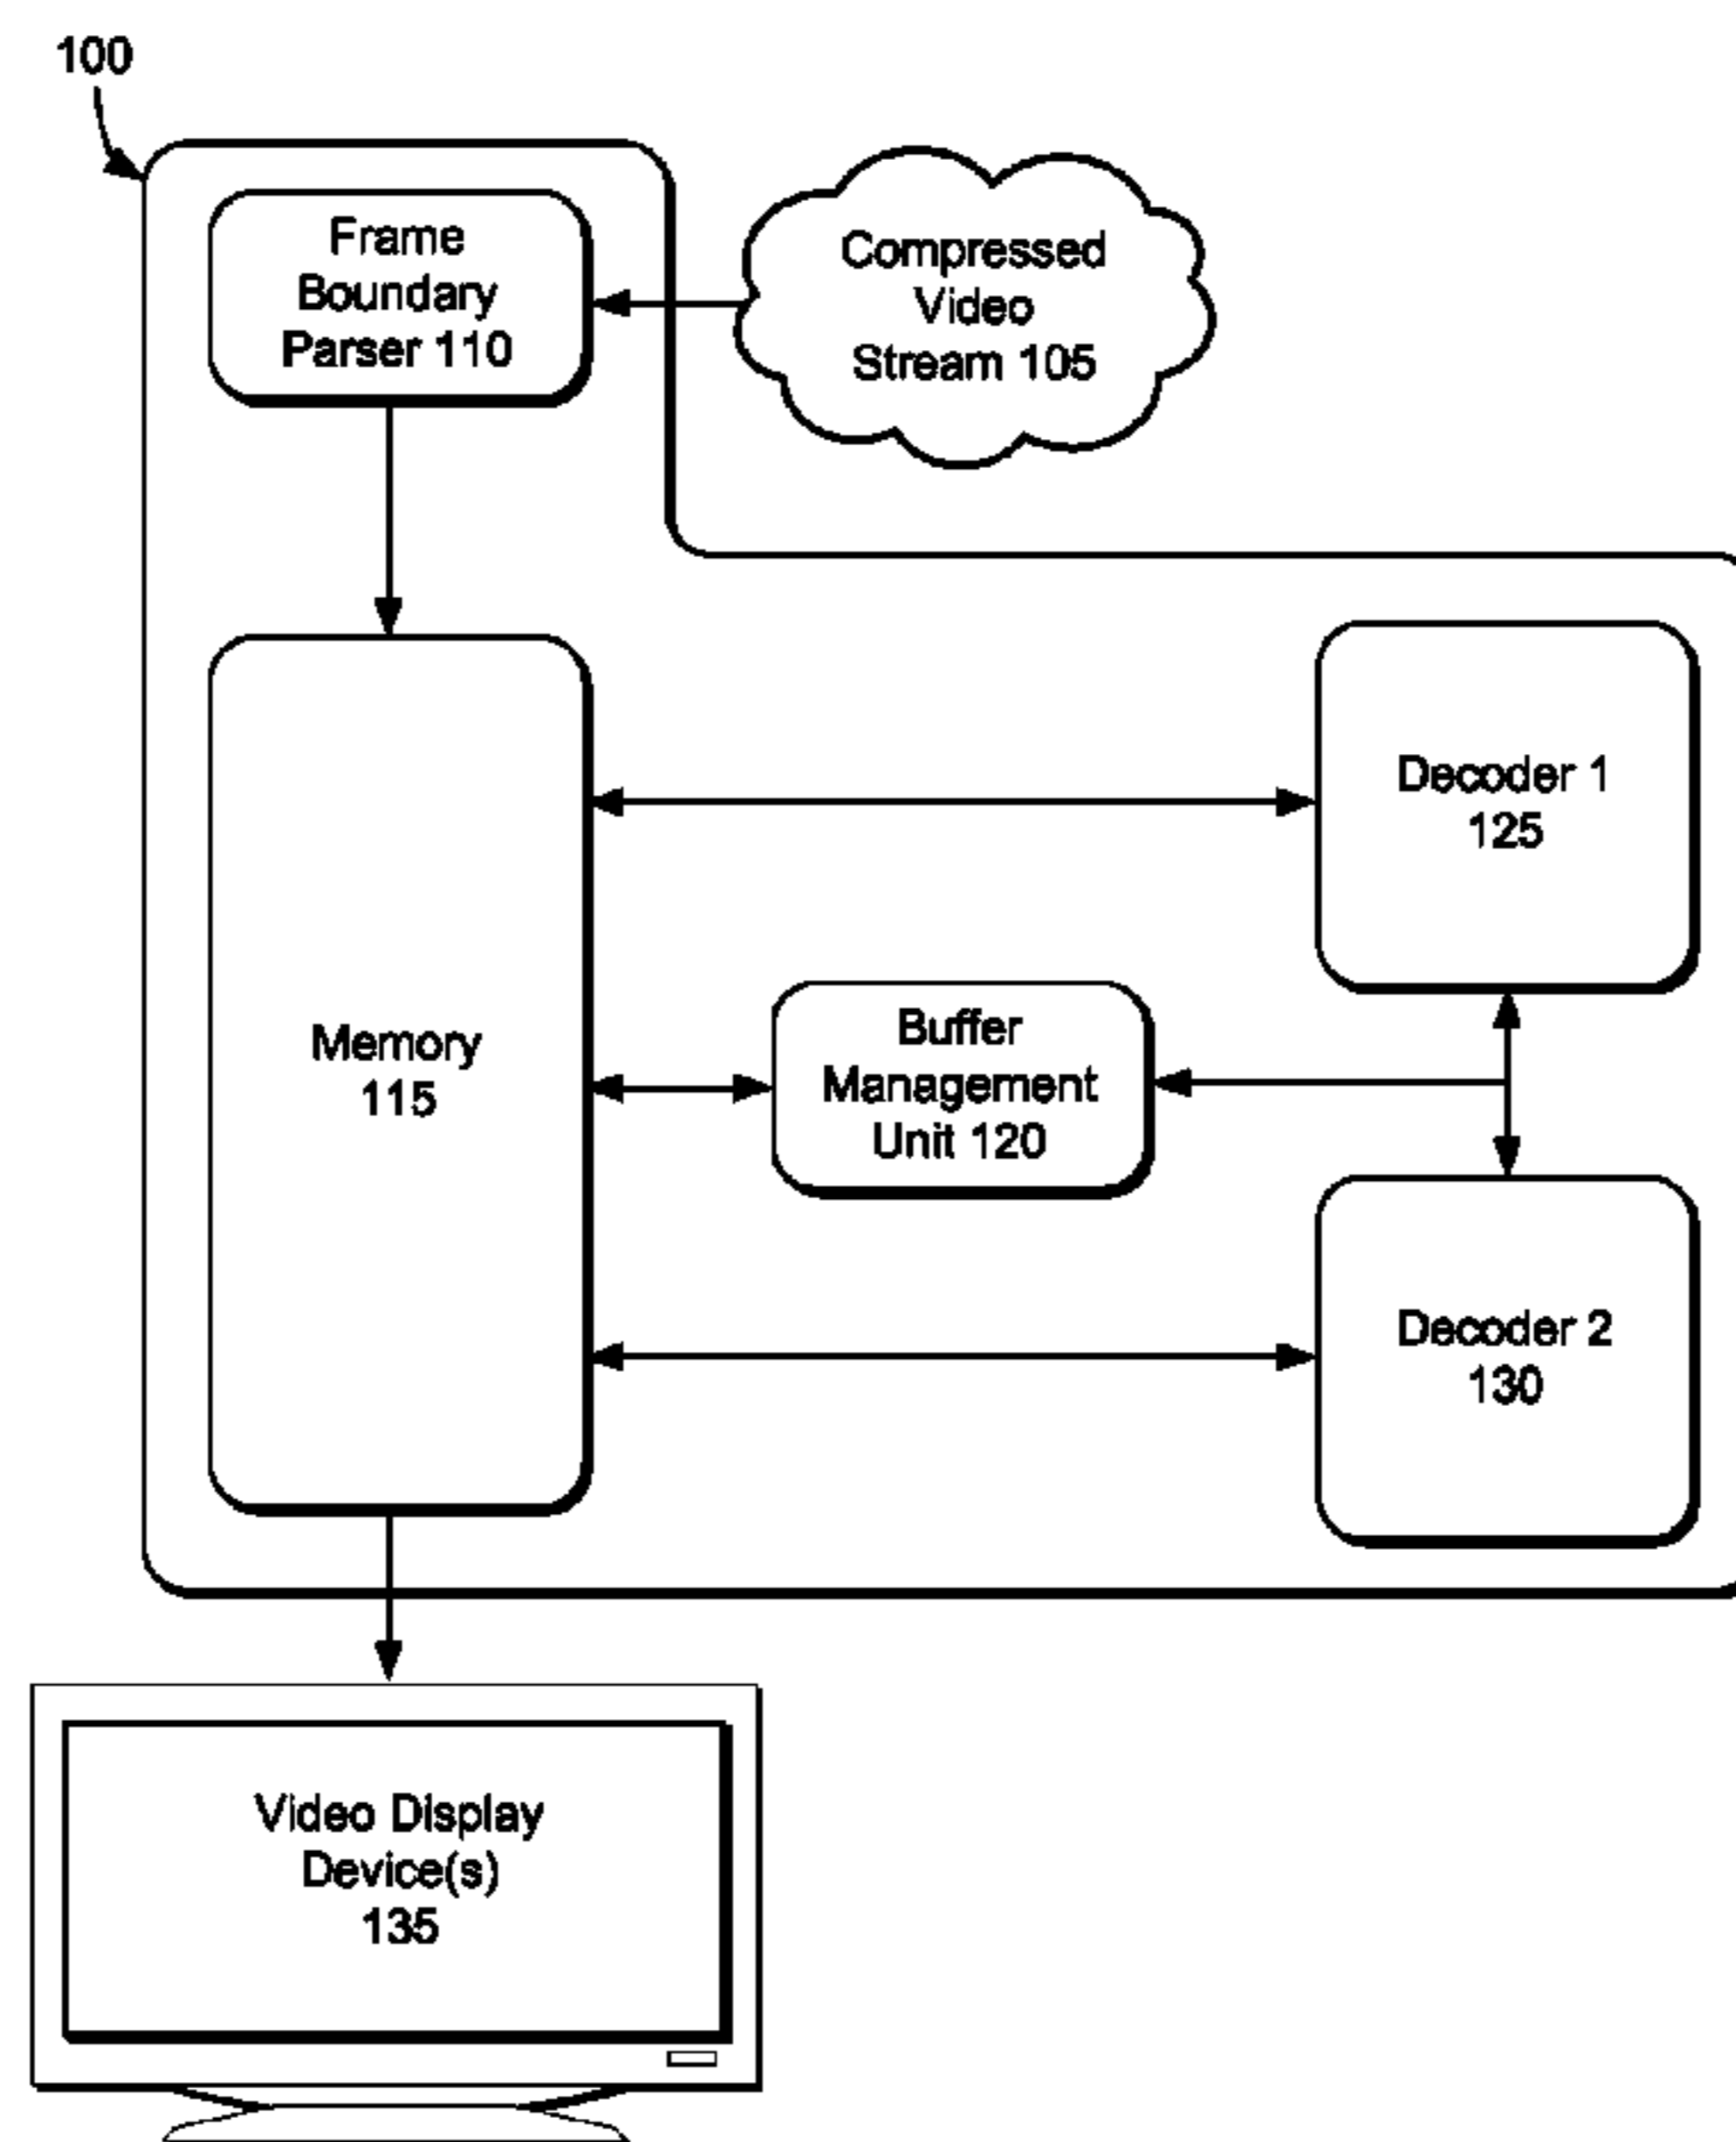 100
Frame
Boundary
Parser 110
Compressed
Video
Stream 105
Decoder 1
125
Memory
115
Buffer
Management
Unit 120
Decoder 2
130
Video Display
Device(s)
135